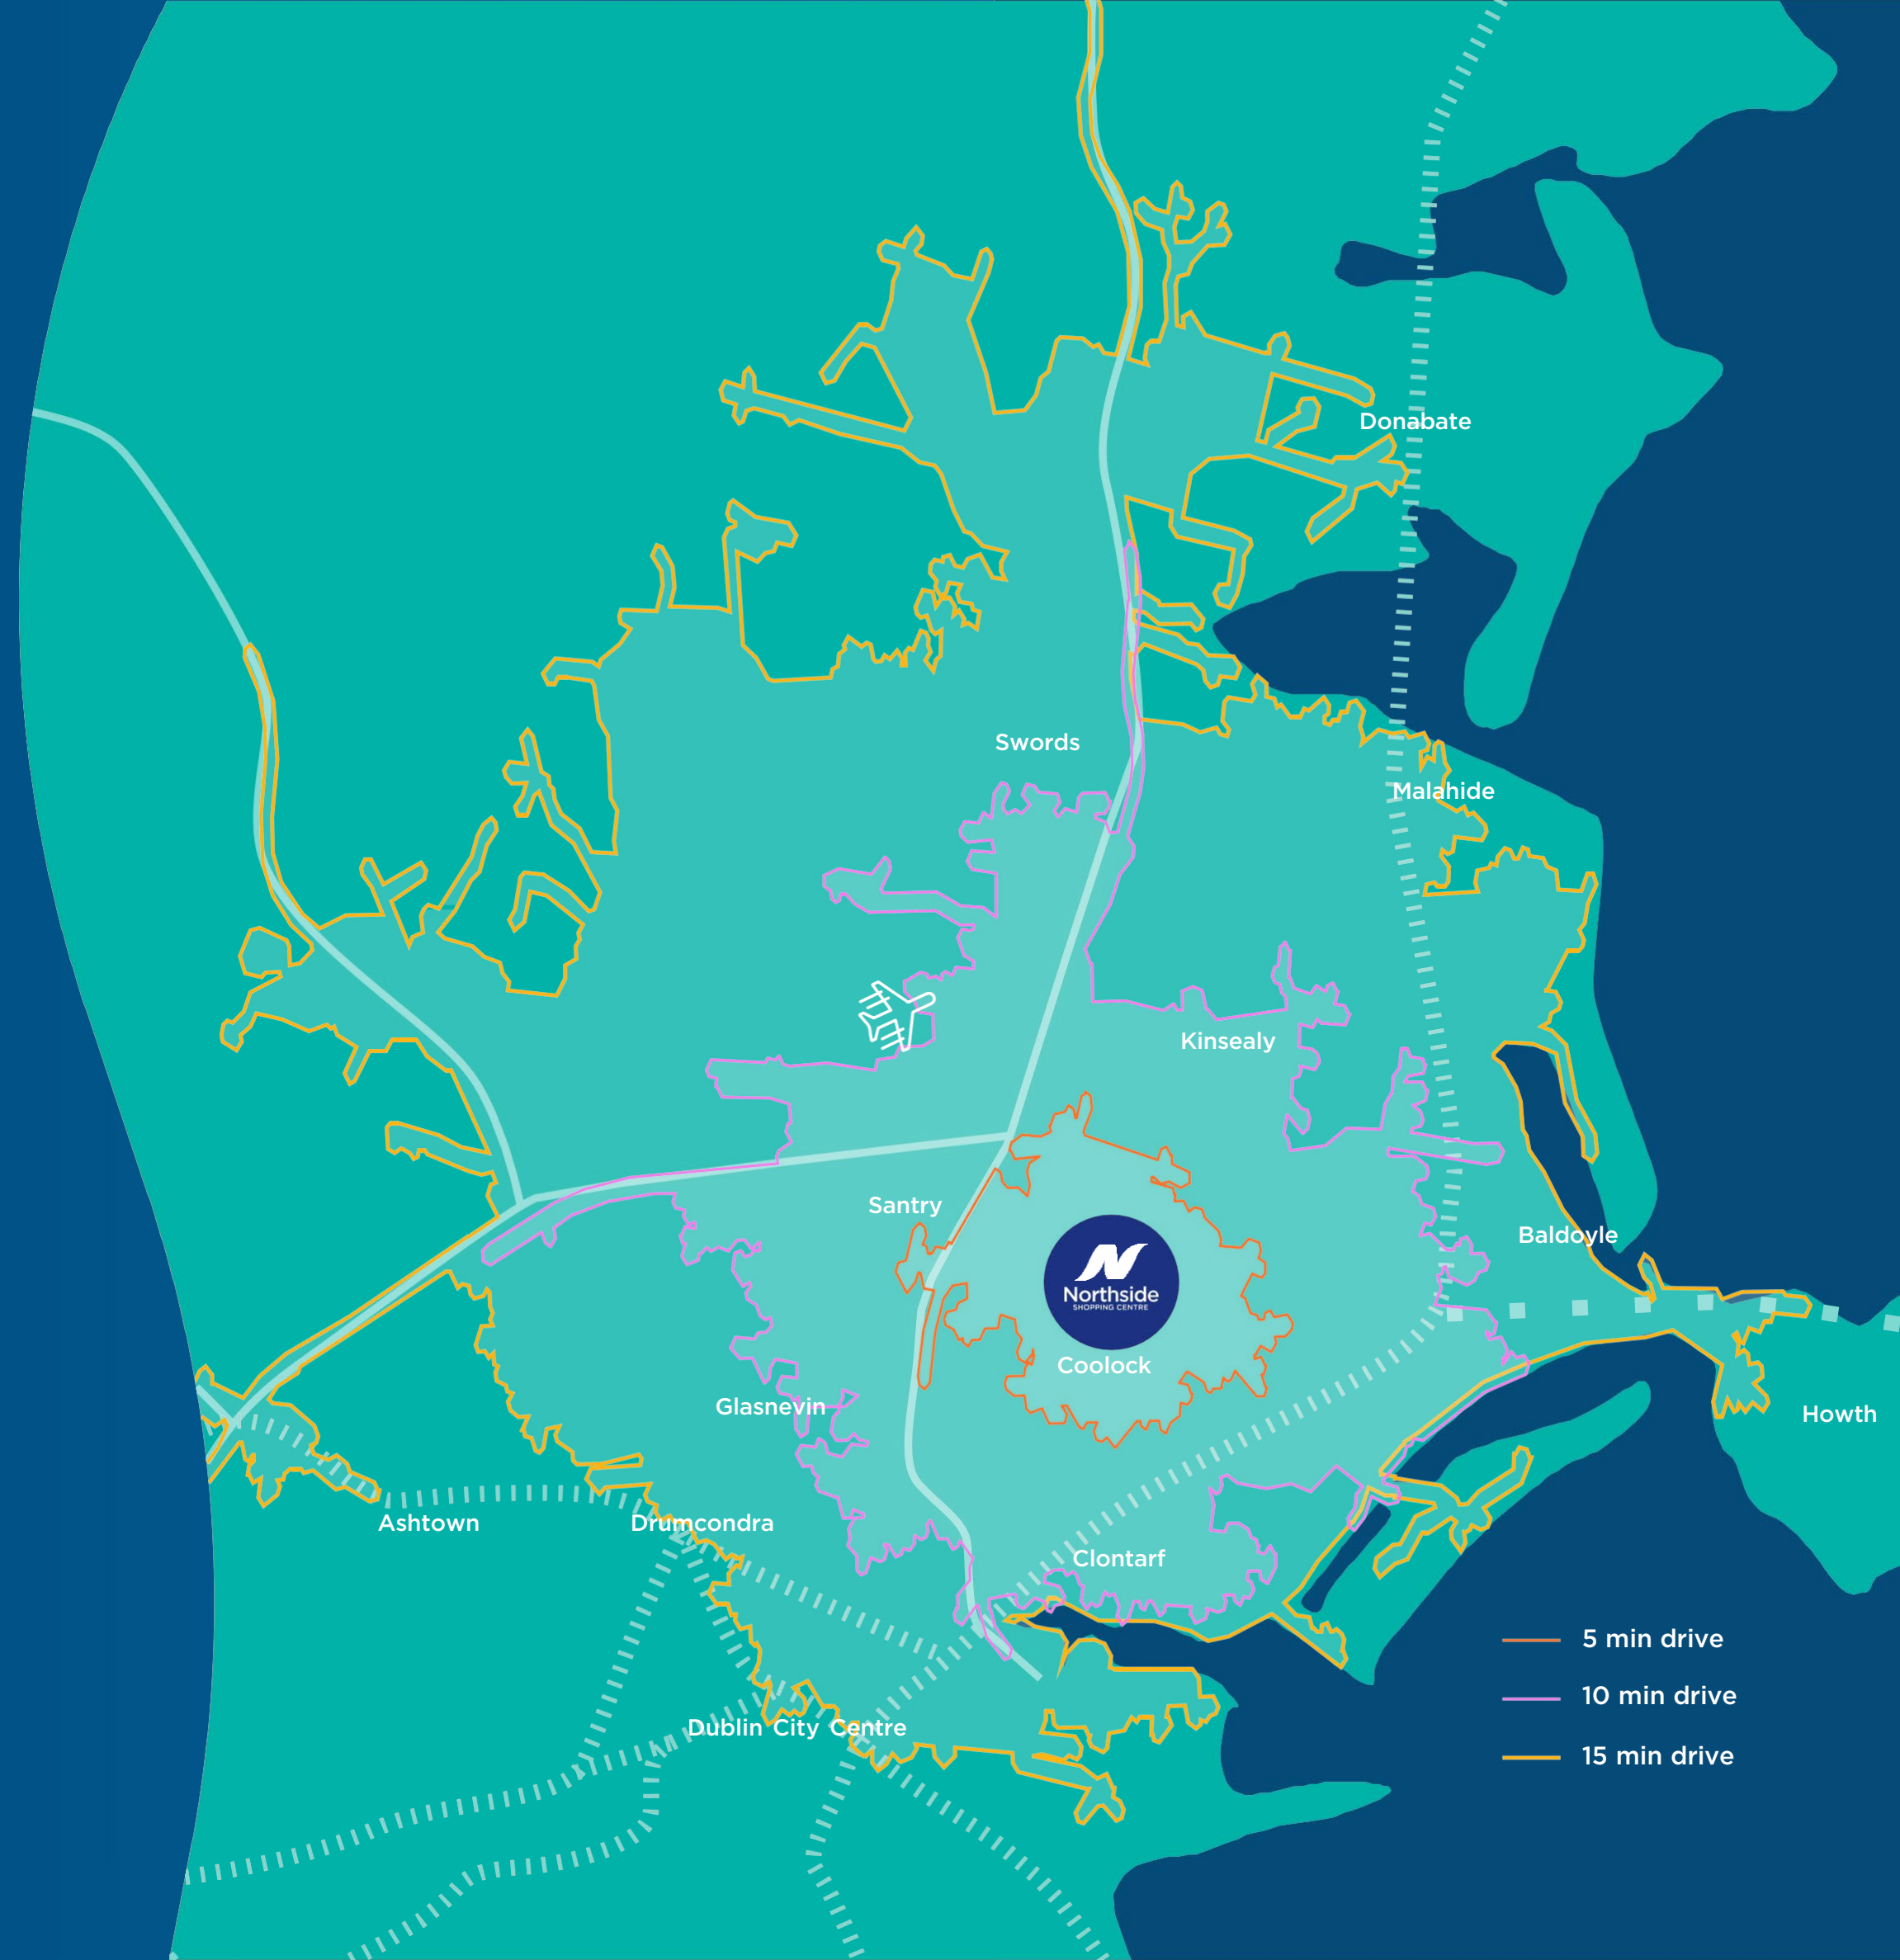 Donabate
Swords
Malahide
Kinsealy
Santry
Baldoyle
Northside
SHOPPING CENTRE
Coolock
Glasnevin
Howth
Ashtown
Drumcondra
Clontarf
Dublin City Centre
5 min drive
10 min drive
15 min drive